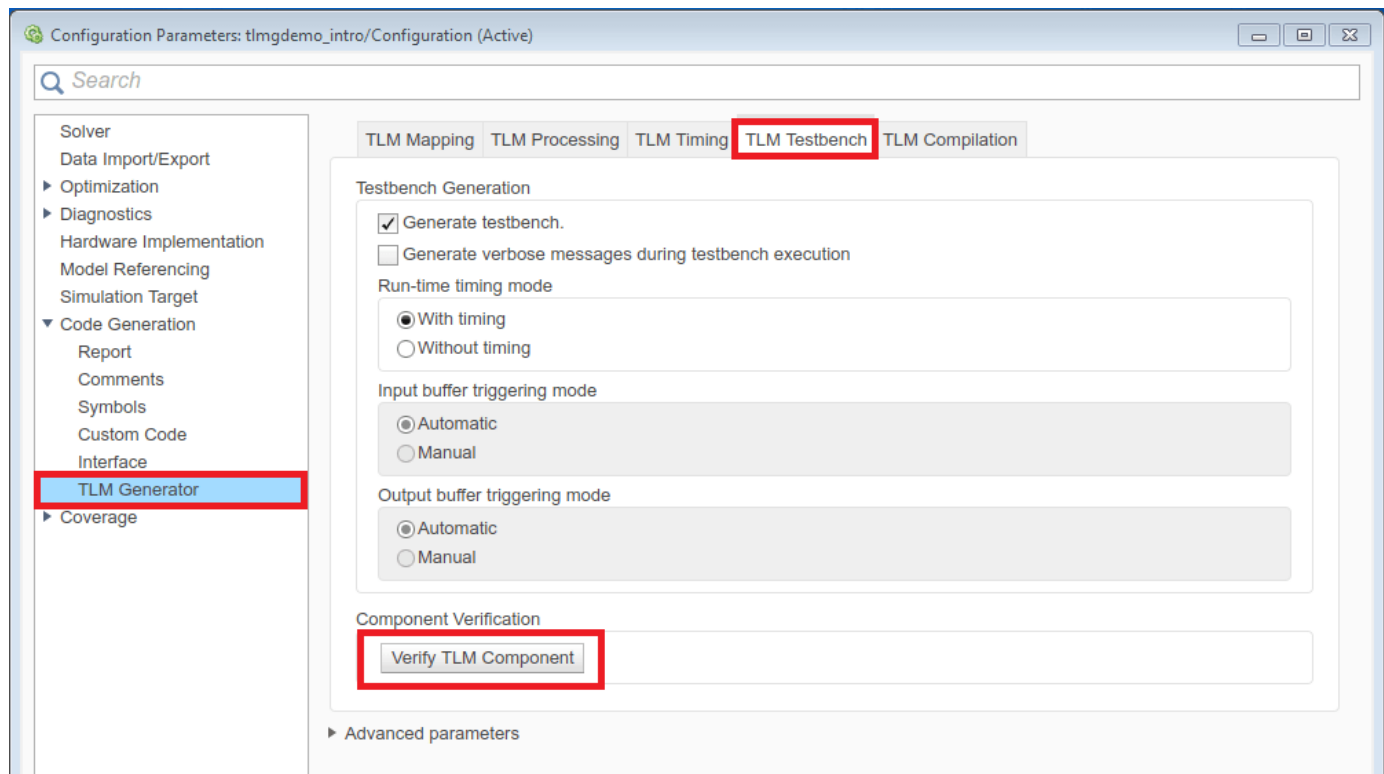 Configuration Parameters: tlmgdemo_intro/Configuration (Active)
Search
Solver
Data Import/Export
Optimization
Diagnostics
Hardware Implementation
Model Referencing
Simulation Target
Code Generation
Report
Comments
Symbols
Custom Code
Interface
TLM Generator
Coverage
TLM Mapping TLM Processing TLM Timing TLM Testbench TLM Compilation
Testbench Generation
Generate testbench.
Generate verbose messages during testbench execution
Run-time timing mode
With timing
Without timing
Input buffer triggering mode
Automatic
Manual
Output buffer triggering mode
Automatic
Manual
Component Verification
Verify TLM Component
Advanced parameters